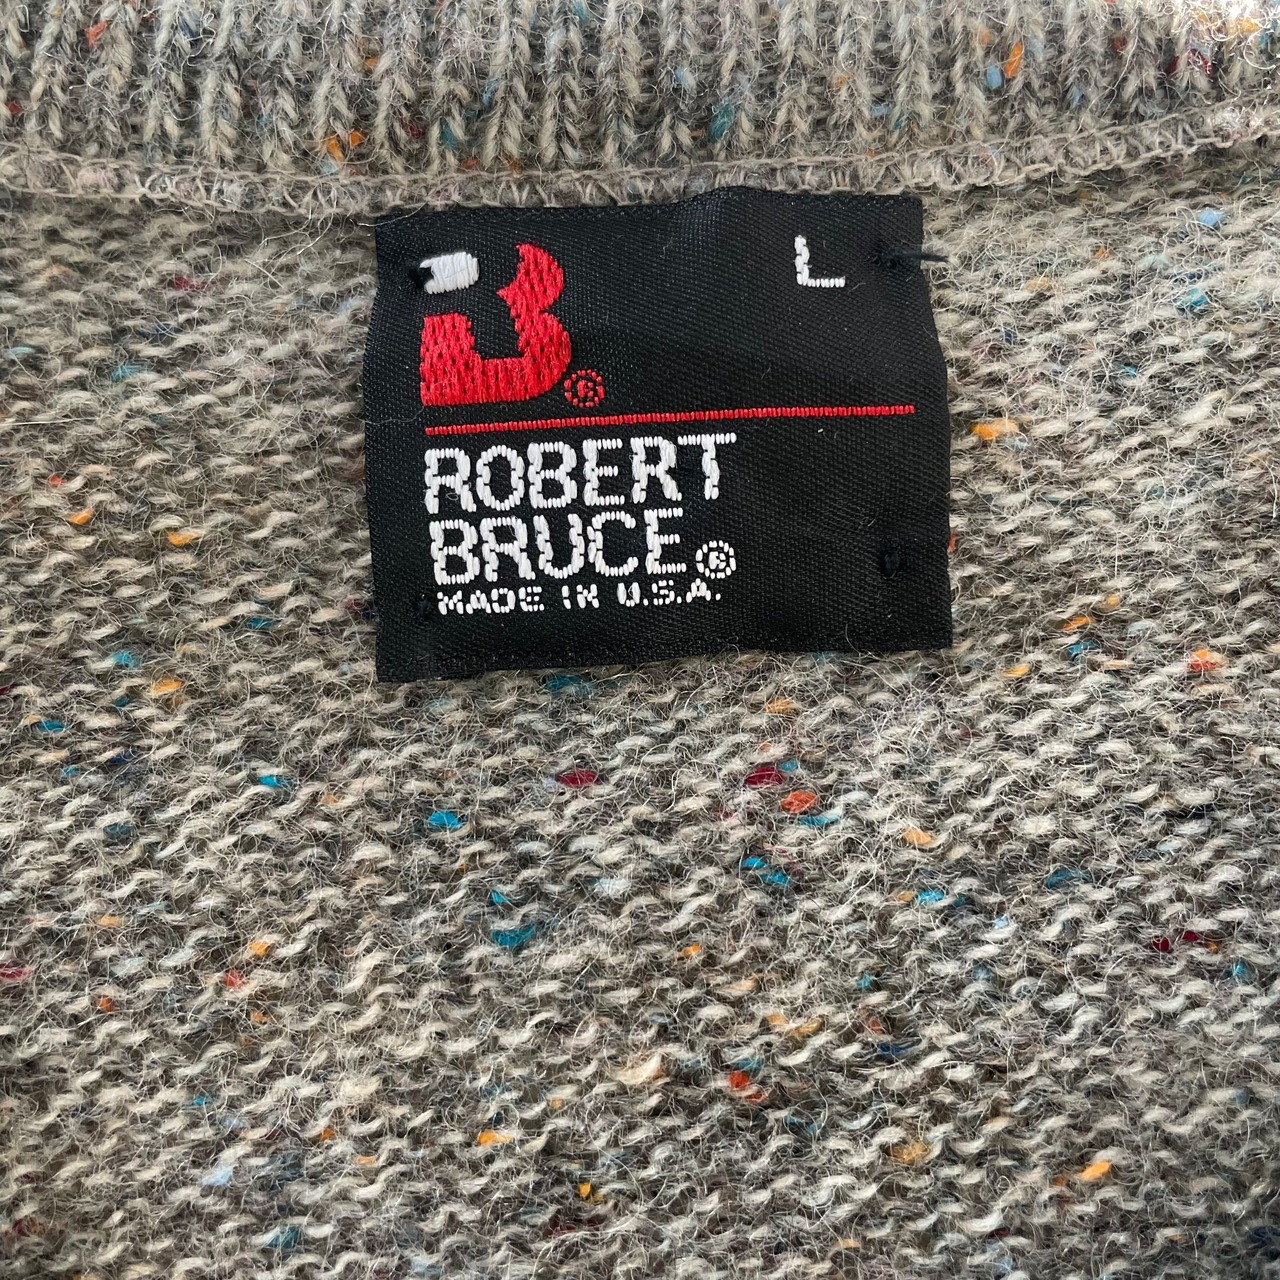 L
®
ROBERT
BRUCE®
MADE IN U.S.A.